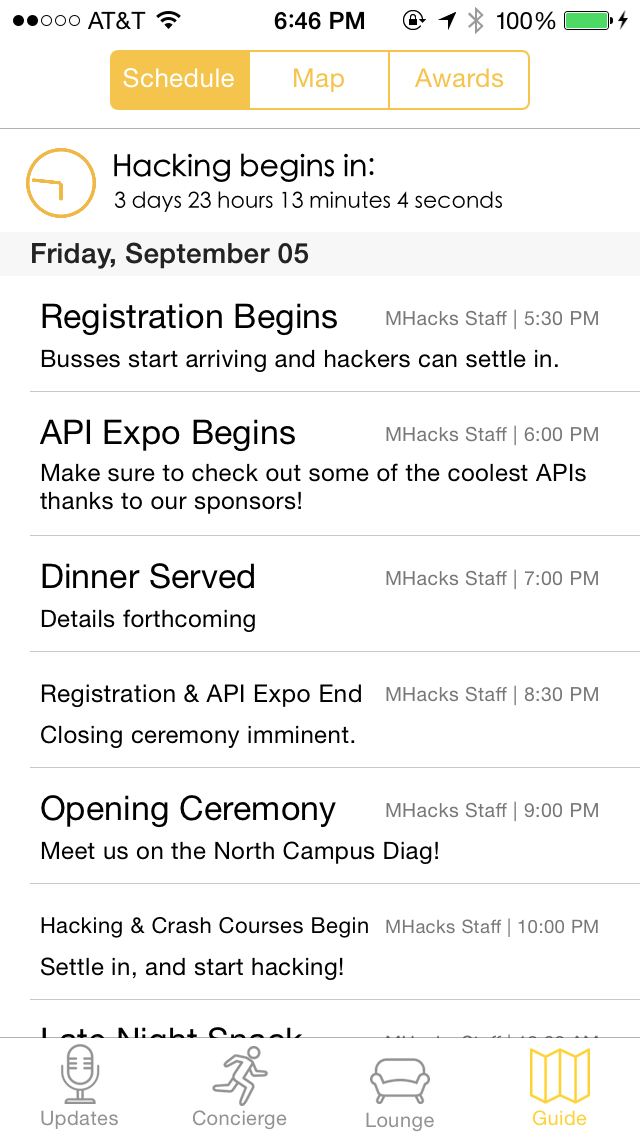 AT&T 6:46 PM 100%
Schedule Map Awards
Hacking begins in:
3 days 23 hours 13 minutes 4 seconds
Friday, September 05
Registration Begins MHacks Staff | 5:30 PM
Busses start arriving and hackers can settle in.
API Expo Begins MHacks Staff | 6:00 PM
Make sure to check out some of the coolest APIs
thanks to our sponsors!
Dinner Served MHacks Staff | 7:00 PM
Details forthcoming
Registration & API Expo End MHacks Staff | 8:30 PM
Closing ceremony imminent.
Opening Ceremony MHacks Staff | 9:00 PM
Meet us on the North Campus Diag!
Hacking & Crash Courses Begin MHacks Staff | 10:00 PM
Settle in, and start hacking!
Late Night Snack
Updates Concierge Lounge Guide